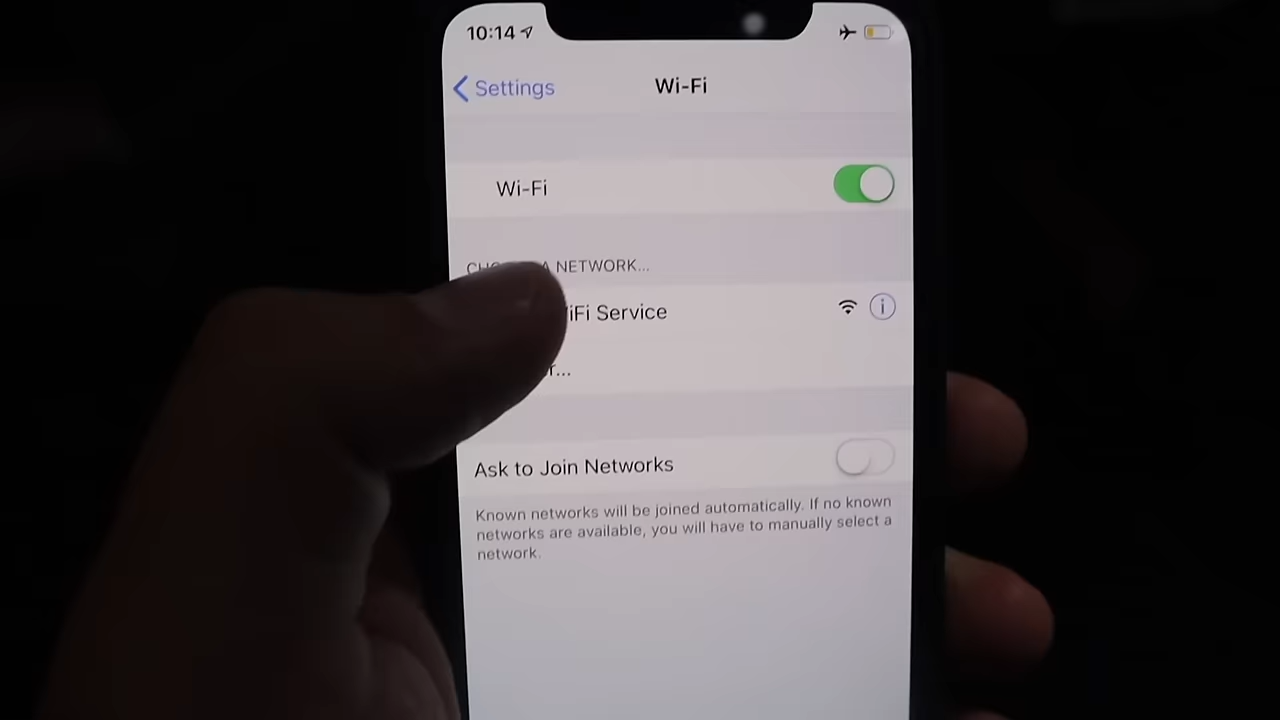 10:14
Settings
Wi-Fi
Wi-Fi
A NETWORK...
iFi Service
r...
Ask to Join Networks
Known networks will be joined automatically. If no known
networks are available, you will have to manually select a
network.